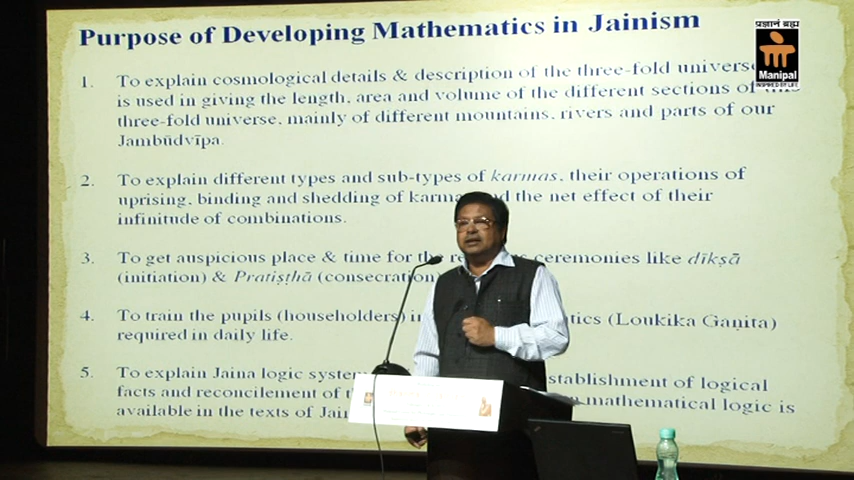 Purpose of Developing Mathematics in Jainism
प्रज्ञानं ब्रह्म
Manipal
INSPIRED BY LIFE
1. To explain cosmological details & description of the three-fold universe
is used in giving the length, area and volume of the different sections of
three-fold universe, mainly of different mountains, rivers and parts of our
Jambūdvīpa.
2. To explain different types and sub-types of karmas, their operations of
uprising, binding and shedding of karma and the net effect of their
infinitude of combinations.
3. To get auspicious place & time for the ceremonies like dīkṣā
(initiation) & Pratiṣṭhā (consecration)
4. To train the pupils (householders) in (Loukika Gaṇita)
required in daily life.
5. To explain Jaina logic system establishment of logical
facts and reconcilement of mathematical logic is
available in the texts of